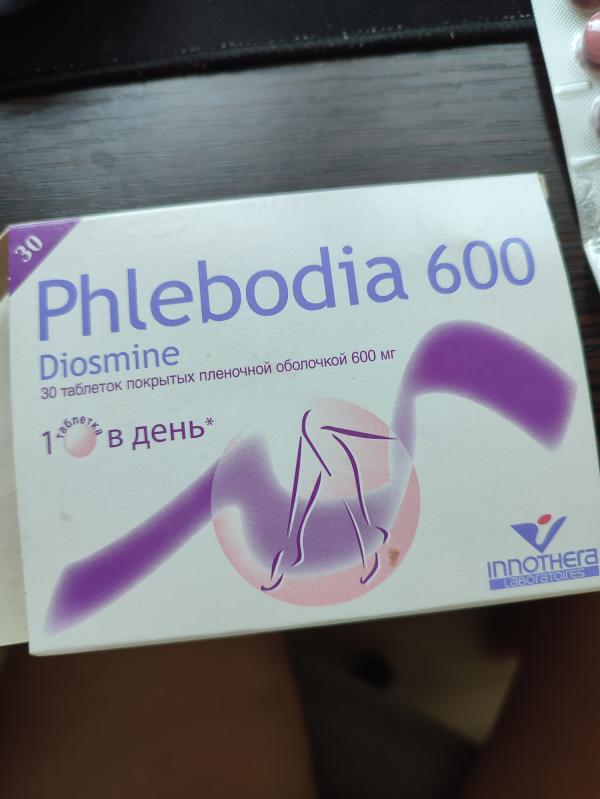 30
Phlebodia 600
Diosmine
30 таблеток покрытых пленочной оболочкой 600 мг
1 таблетка в день*
INNOTHERA
LABORATOIRES